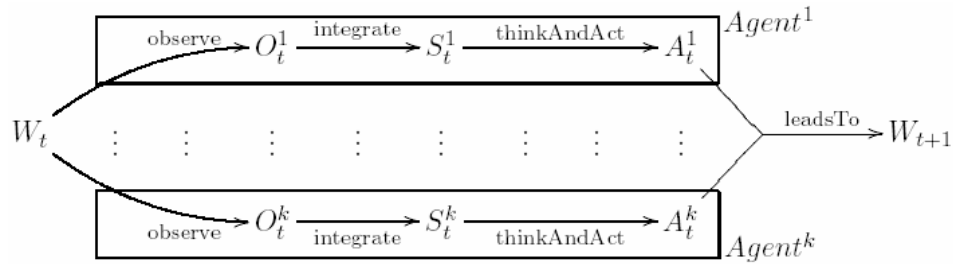 observe O_t^1 integrate S_t^1 thinkAndAct A_t^1 Agent^1
W_t ⋮ ⋮ ⋮ ⋮ ⋮ ⋮ ⋮ ⋮ leadsTo W_{t+1}
observe O_t^k integrate S_t^k thinkAndAct A_t^k Agent^k